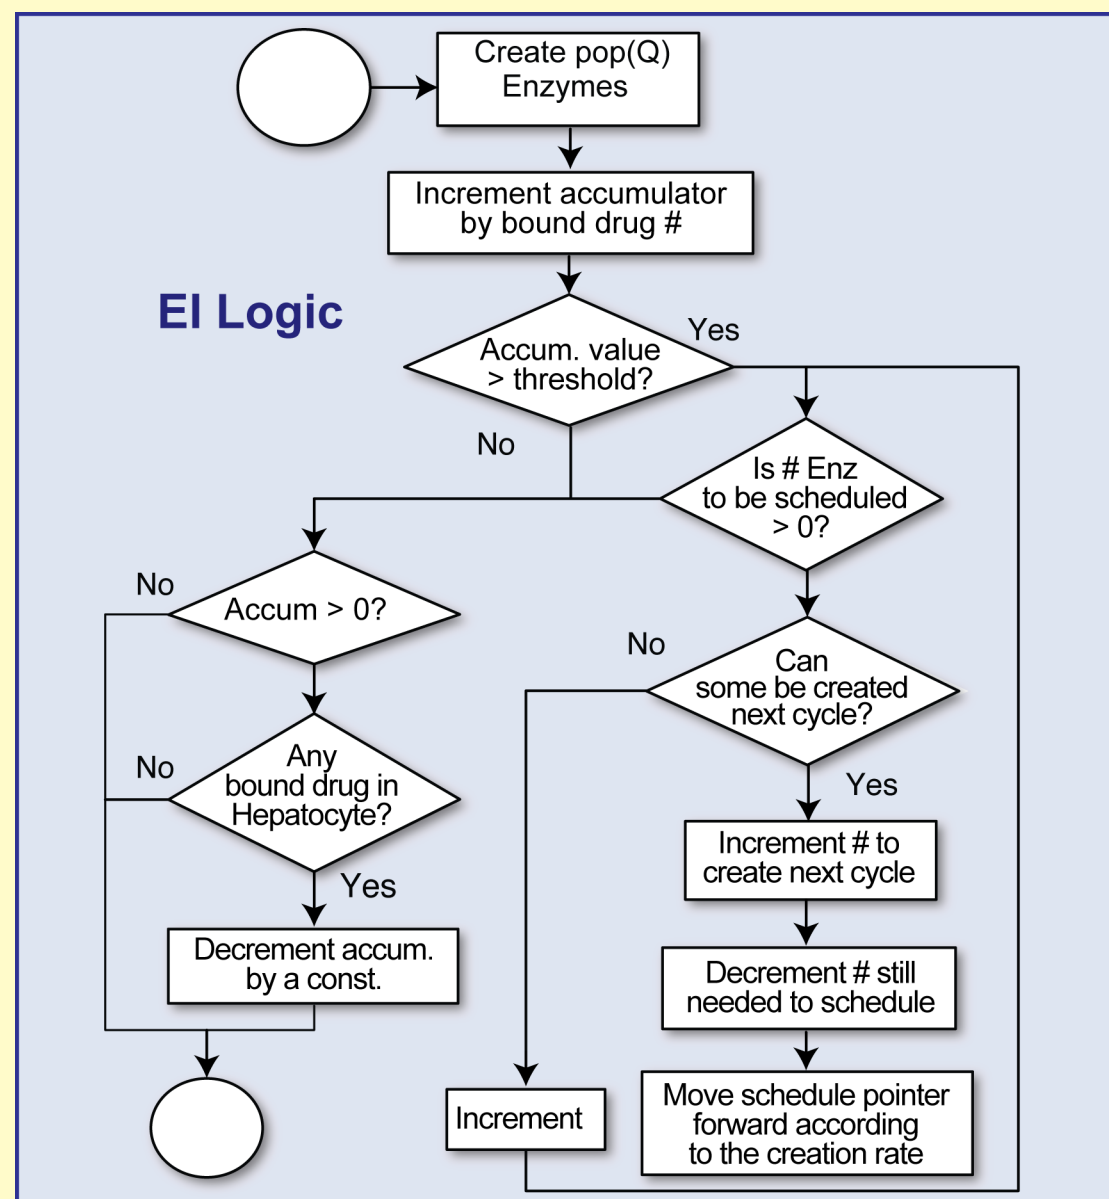 Create pop(Q)
Enzymes
Increment accumulator
by bound drug #
EI Logic
Accum. value
> threshold?
Yes
No
Is # Enz
to be scheduled
> 0?
No
Accum > 0?
No
Can
some be created
next cycle?
No
Any
bound drug in
Hepatocyte?
Yes
Yes
Increment # to
create next cycle
Decrement accum.
by a const.
Decrement # still
needed to schedule
Increment
Move schedule pointer
forward according
to the creation rate